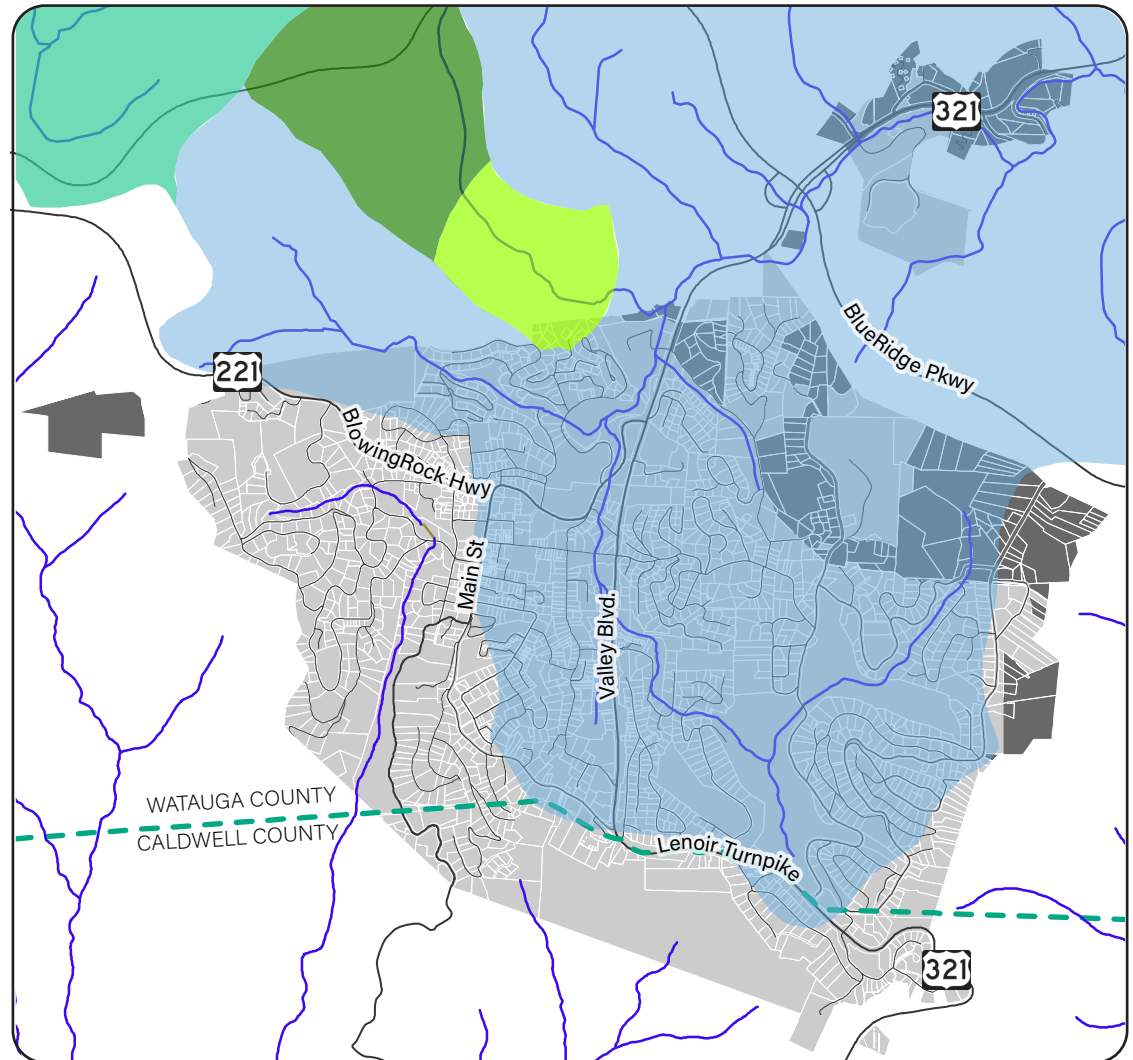 321
BlueRidge Pkwy
221
BlowingRock Hwy
Main St
Valley Blvd.
WATAUGA COUNTY
CALDWELL COUNTY
Lenoir Turnpike
321